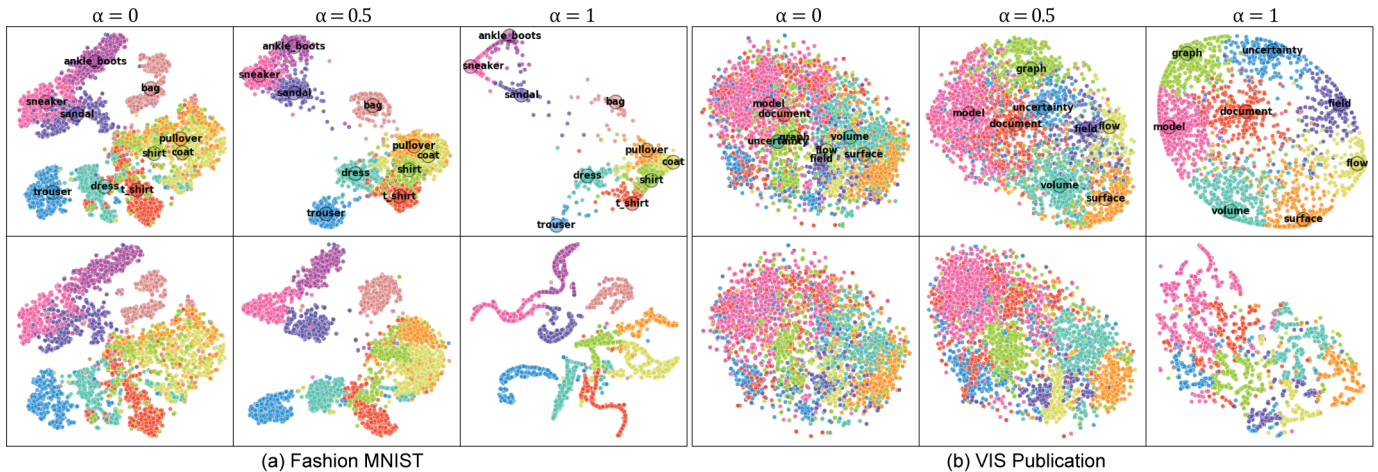 α = 0
α = 0.5
α = 1
α = 0
α = 0.5
α = 1
ankle_boots
sneaker
sandal
bag
pullover
shirt
coat
trouser
dress
t_shirt
ankle_boots
sneaker
sandal
bag
pullover
coat
dress
shirt
t_shirt
trouser
ankle_boots
sneaker
sandal
bag
pullover
coat
dress
shirt
t_shirt
trouser
model
document
uncertainty
graph
volume
flow
field
surface
graph
model
uncertainty
document
field
flow
volume
surface
graph
uncertainty
field
document
model
flow
volume
surface
(a) Fashion MNIST
(b) VIS Publication